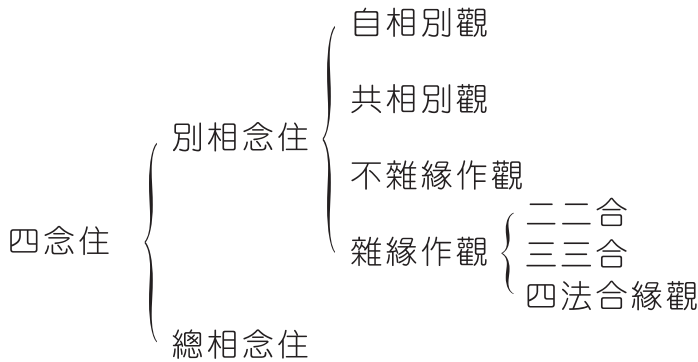 四念住
別相念住
自相別觀
共相別觀
不雜緣作觀
雜緣作觀
二二合
三三合
四法合緣觀
總相念住